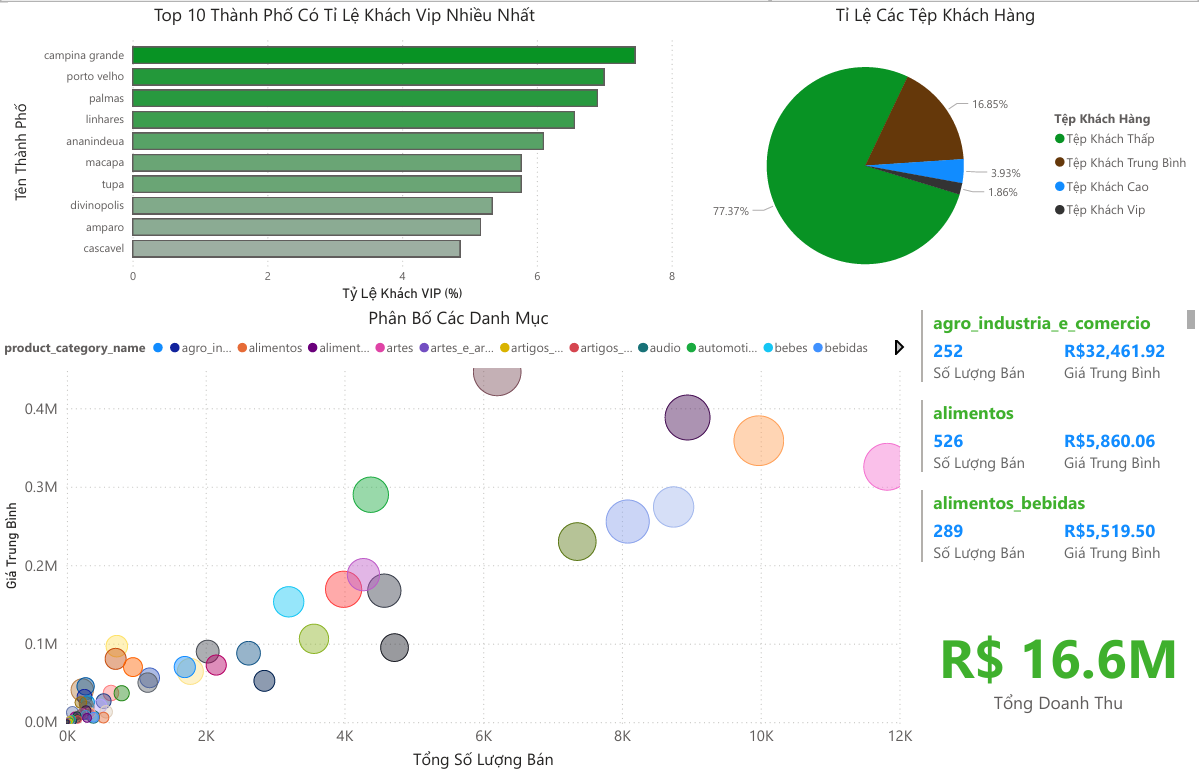 Top 10 Thành Phố Có Tỉ Lệ Khách Vip Nhiều Nhất
Tên Thành Phố
campina grande
porto velho
palmas
linhares
ananindeua
macapa
tupa
divinopolis
amparo
cascavel
0 2 4 6 8
Tỷ Lệ Khách VIP (%)
Tỉ Lệ Các Tệp Khách Hàng
16.85%
3.93%
1.86%
77.37%
Tệp Khách Hàng
Tệp Khách Thấp
Tệp Khách Trung Bình
Tệp Khách Cao
Tệp Khách Vip
Phân Bố Các Danh Mục
product_category_name agro_in... alimentos aliment... artes artes_e_ar... artigos_... artigos_... audio automoti... bebes bebidas
Giá Trung Bình
0.4M
0.3M
0.2M
0.1M
0.0M
0K 2K 4K 6K 8K 10K 12K
Tổng Số Lượng Bán
agro_industria_e_comercio
252 R$32,461.92
Số Lượng Bán Giá Trung Bình
alimentos
526 R$5,860.06
Số Lượng Bán Giá Trung Bình
alimentos_bebidas
289 R$5,519.50
Số Lượng Bán Giá Trung Bình
R$ 16.6M
Tổng Doanh Thu